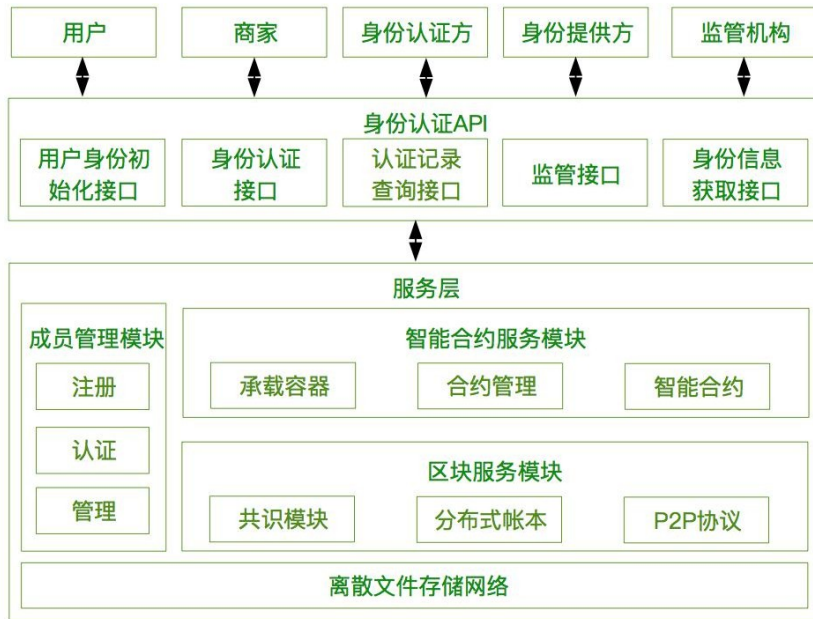 用户
商家
身份认证方
身份提供方
监管机构
身份认证API
用户身份初
始化接口
身份认证
接口
认证记录
查询接口
监管接口
身份信息
获取接口
服务层
成员管理模块
注册
认证
管理
智能合约服务模块
承载容器
合约管理
智能合约
区块服务模块
共识模块
分布式帐本
P2P协议
离散文件存储网络